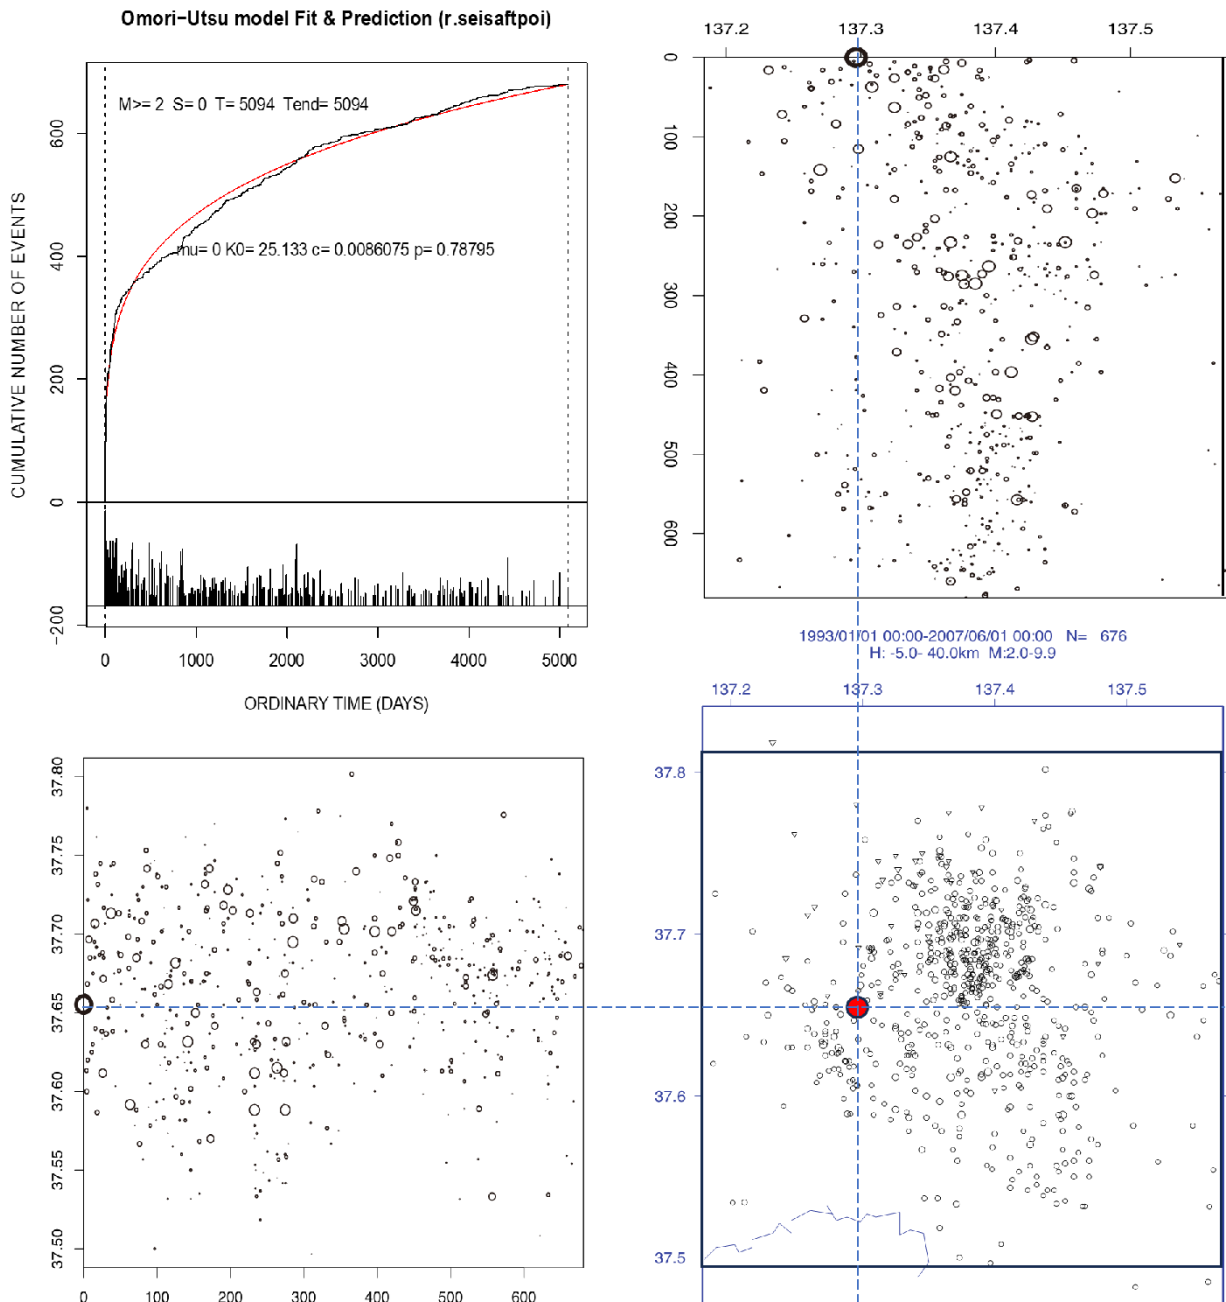 Omori−Utsu model Fit & Prediction (r.seisaftpoi)
M>= 2 S= 0 T= 5094 Tend= 5094
mu= 0 K0= 25.133 c= 0.0086075 p= 0.78795
CUMULATIVE NUMBER OF EVENTS
600
400
200
0
−200
0 1000 2000 3000 4000 5000
ORDINARY TIME (DAYS)
137.2 137.3 137.4 137.5
0
100
200
300
400
500
600
1993/01/01 00:00-2007/06/01 00:00 N= 676
H: -5.0- 40.0km M:2.0-9.9
137.2 137.3 137.4 137.5
37.80
37.75
37.70
37.65
37.60
37.55
37.50
0 100 200 300 400 500 600
37.8
37.7
37.6
37.5